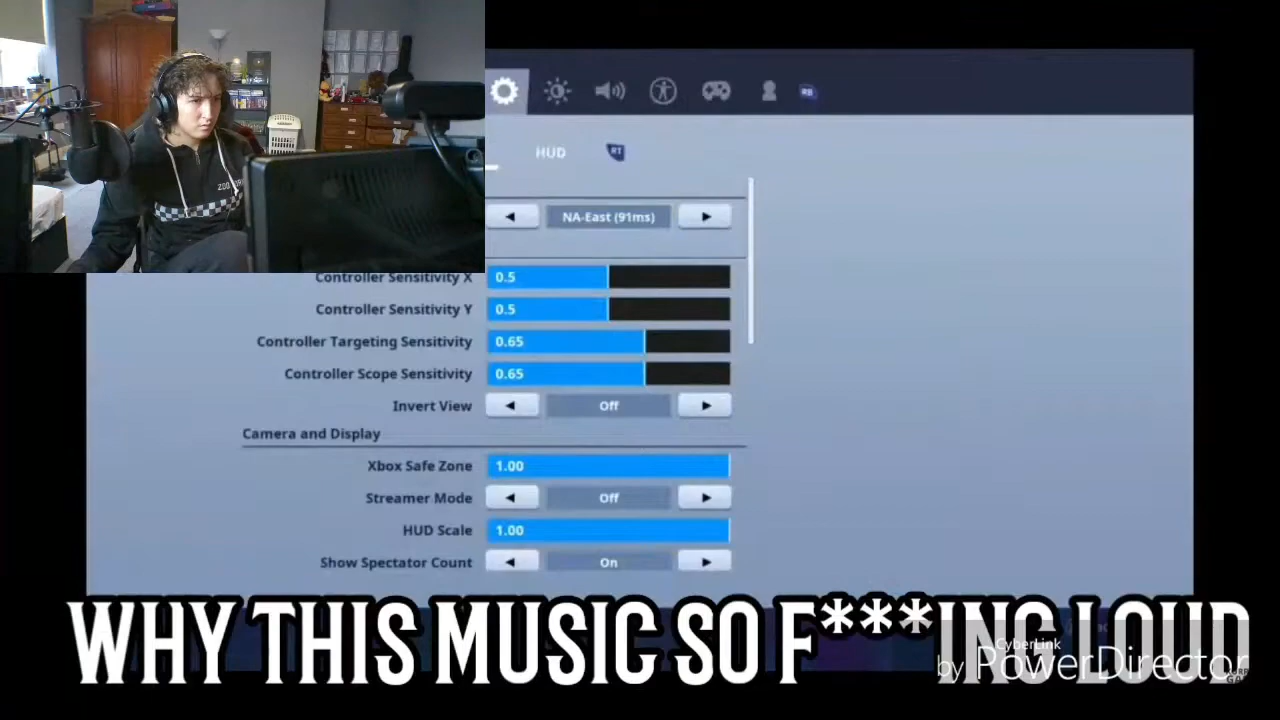 RB
HUD
RT
NA-East (91ms)
Controller Sensitivity X 0.5
Controller Sensitivity Y 0.5
Controller Targeting Sensitivity 0.65
Controller Scope Sensitivity 0.65
Invert View Off
Camera and Display
Xbox Safe Zone 1.00
Streamer Mode Off
HUD Scale 1.00
Show Spectator Count On
WHY THIS MUSIC SO F***ING LOUD
CyberLink
by PowerDirector